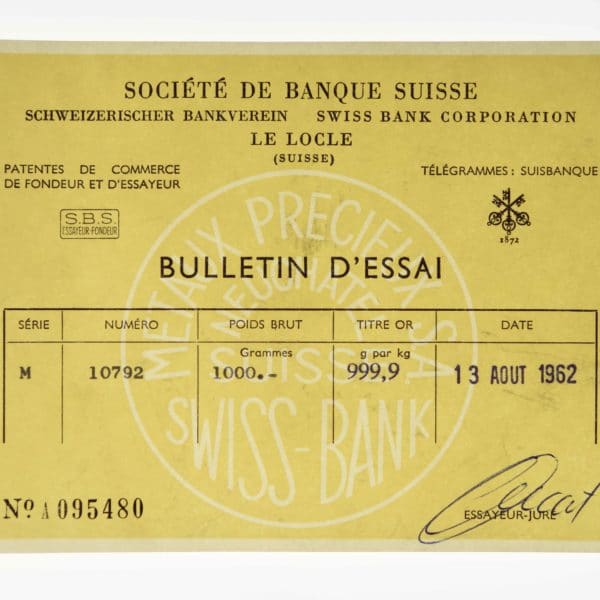 SOCIÉTÉ DE BANQUE SUISSE
SCHWEIZERISCHER BANKVEREIN SWISS BANK CORPORATION
LE LOCLE
(SUISSE)
PATENTES DE COMMERCE
DE FONDEUR ET D'ESSAYEUR
TÉLÉGRAMMES : SUISBANQUE
S.B.S.
ESSAYEUR-FONDEUR
1872
BULLETIN D'ESSAI
METAUX PRECIEUX SA
NEUCHATEL
SUISSE
SWISS-BANK
SÉRIE NUMÉRO POIDS BRUT TITRE OR DATE
Grammes g par kg
M 10792 1000.- 999,9 13 AOUT 1962
Nº A 095480
ESSAYEUR-JURÉ